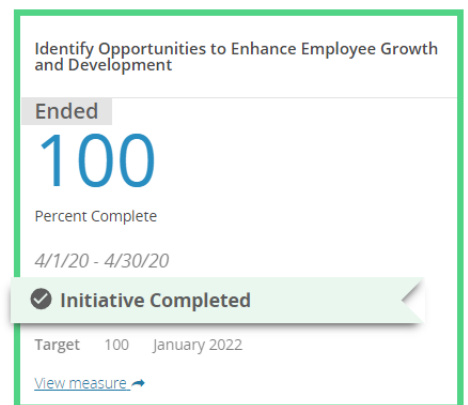 Identify Opportunities to Enhance Employee Growth
and Development
Ended
100
Percent Complete
4/1/20 - 4/30/20
Initiative Completed
Target 100 January 2022
View measure